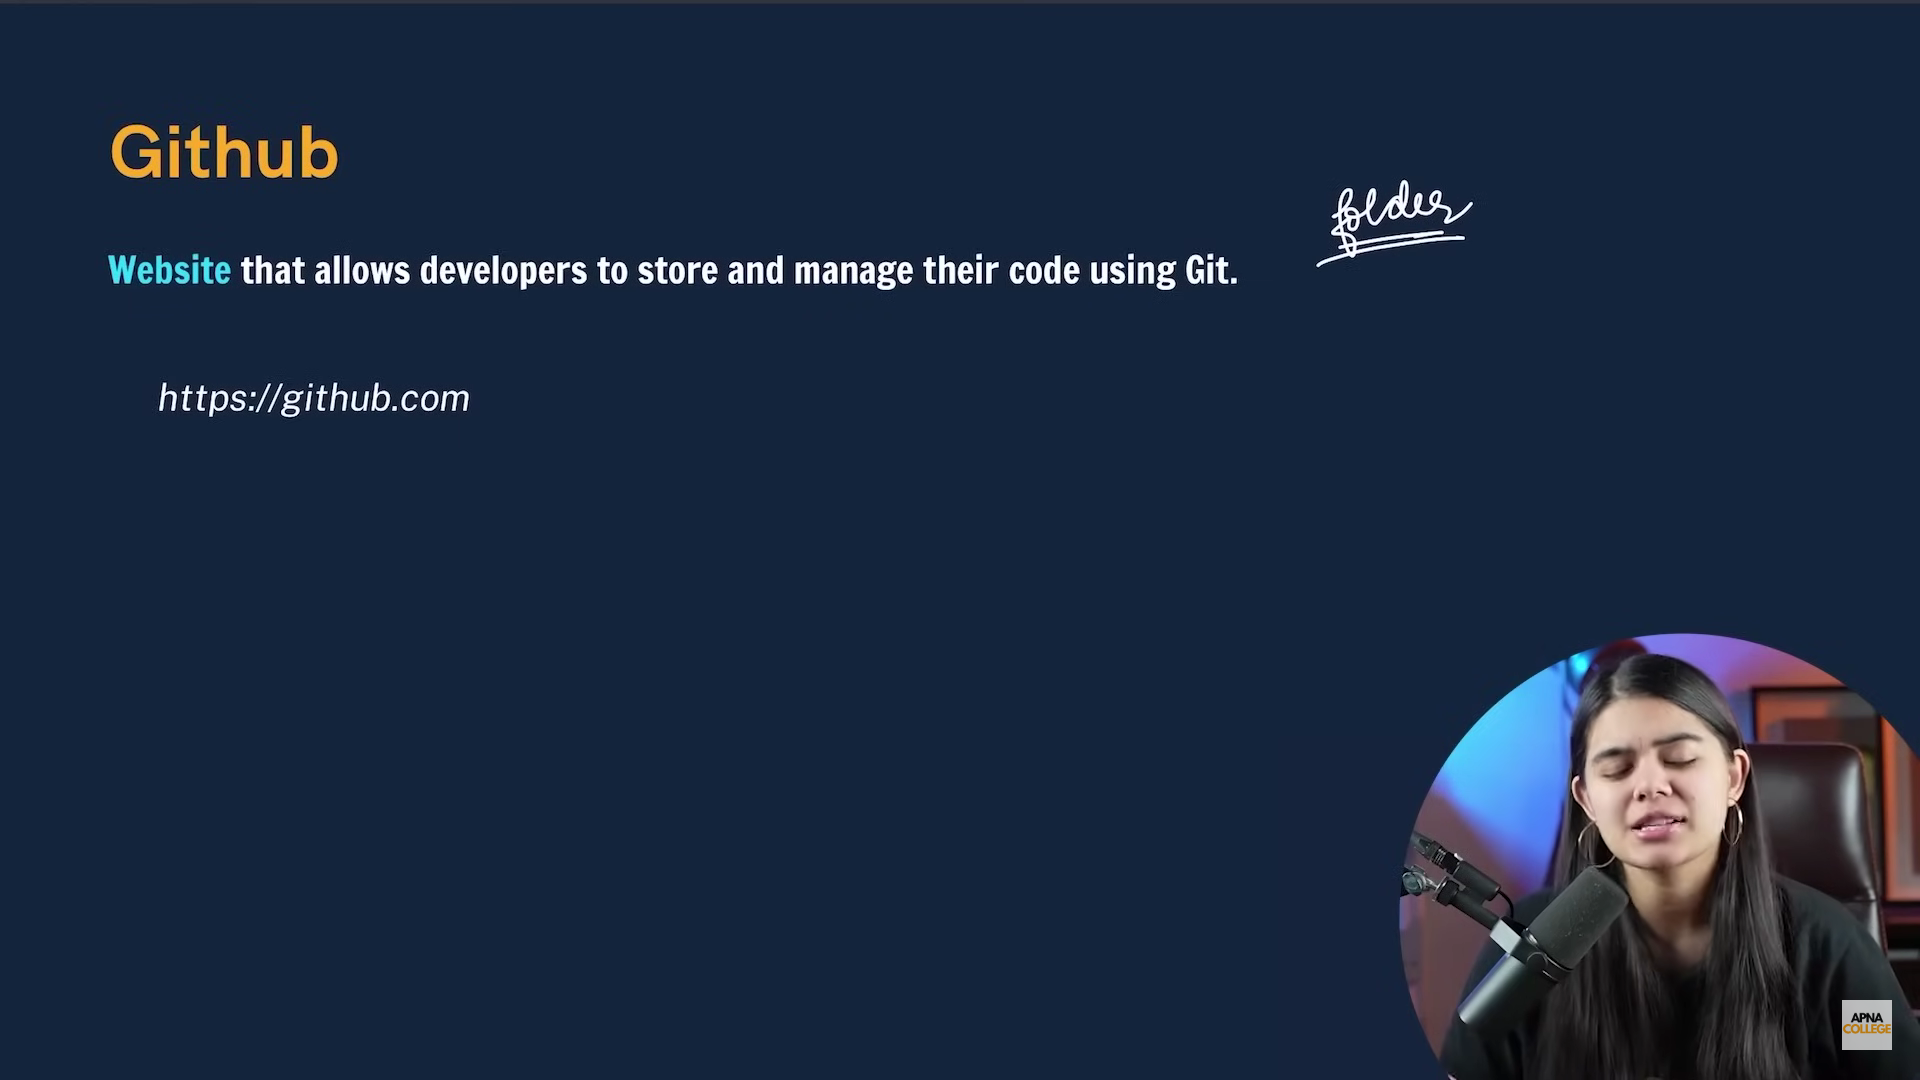 Github
folder
Website that allows developers to store and manage their code using Git.
https://github.com
APNA
COLLEGE